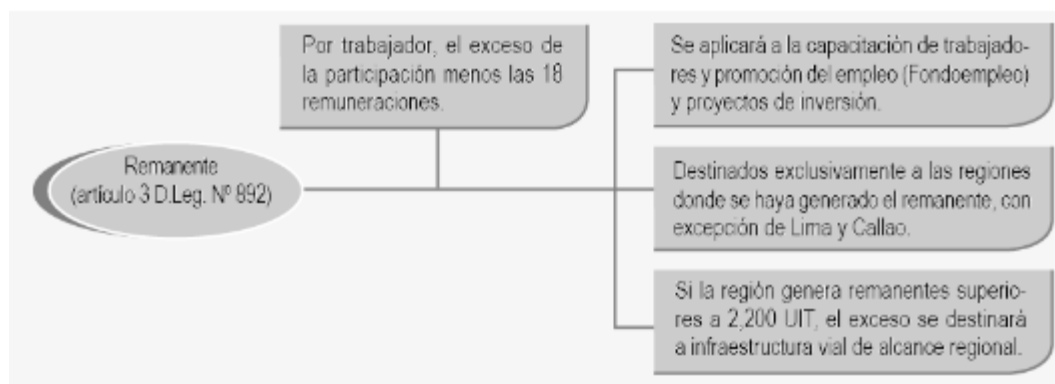 Por trabajador, el exceso de
la participación menos las 18
remuneraciones.
Remanente
(artículo 3 D.Leg. Nº 892)
Se aplicará a la capacitación de trabajado-
res y promoción del empleo (Fondoempleo)
y proyectos de inversión.
Destinados exclusivamente a las regiones
donde se haya generado el remanente, con
excepción de Lima y Callao.
Si la región genera remanentes superio-
res a 2,200 UIT, el exceso se destinará
a infraestructura vial de alcance regional.